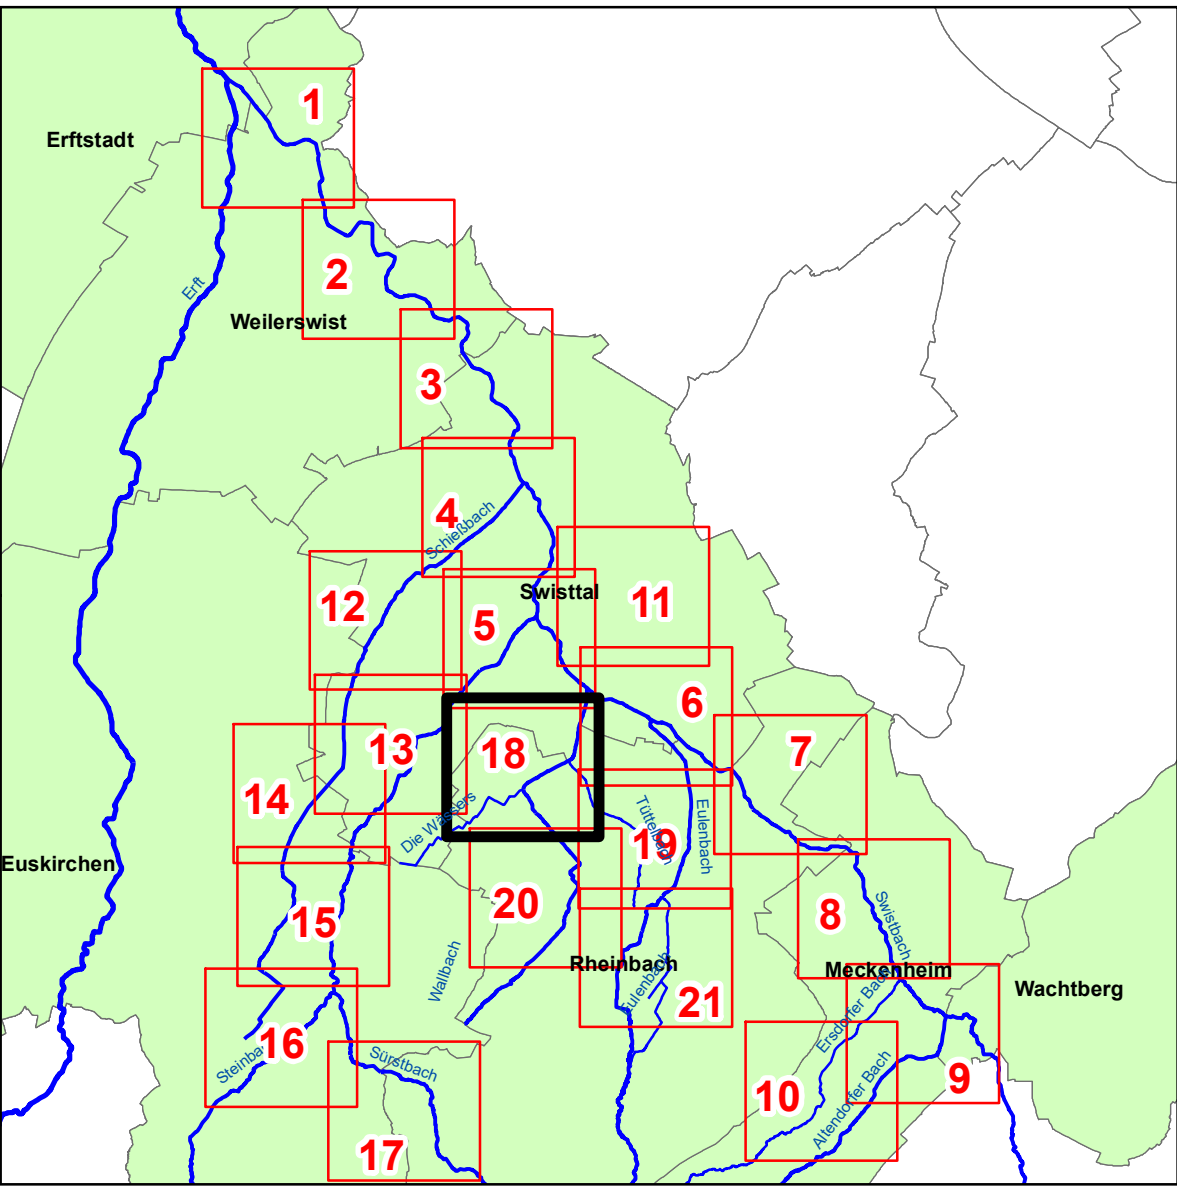 1
Erftstadt
2
Erft
Weilerswist
3
4
Schießbach
Swisttal
11
12
5
6
7
13
18
14
Die Wässers
Tüttelbach
Eulenbach
19
Euskirchen
15
20
8
Swistbach
Wallbach
Rheinbach
Meckenheim
Wachtberg
Eulenbach
21
Ersdorfer Bach
16
Steinba
Sürstbach
9
10
Altendorfer Bach
17